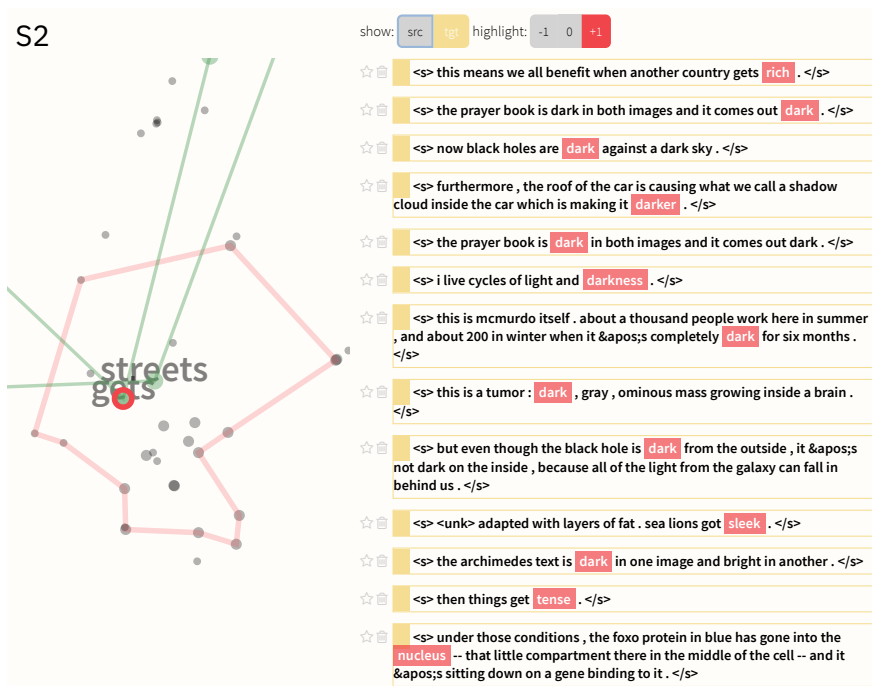 S2
show: src tgt highlight: -1 0 +1
streets
gets
<s> this means we all benefit when another country gets rich . </s>
<s> the prayer book is dark in both images and it comes out dark . </s>
<s> now black holes are dark against a dark sky . </s>
<s> furthermore , the roof of the car is causing what we call a shadow
cloud inside the car which is making it darker . </s>
<s> the prayer book is dark in both images and it comes out dark . </s>
<s> i live cycles of light and darkness . </s>
<s> this is mcmurdo itself . about a thousand people work here in summer
, and about 200 in winter when it &apos;s completely dark for six months .
</s>
<s> this is a tumor : dark , gray , ominous mass growing inside a brain .
</s>
<s> but even though the black hole is dark from the outside , it &apos;s
not dark on the inside , because all of the light from the galaxy can fall in
behind us . </s>
<s> <unk> adapted with layers of fat . sea lions got sleek . </s>
<s> the archimedes text is dark in one image and bright in another . </s>
<s> then things get tense . </s>
<s> under those conditions , the foxo protein in blue has gone into the
nucleus -- that little compartment there in the middle of the cell -- and it
&apos;s sitting down on a gene binding to it . </s>